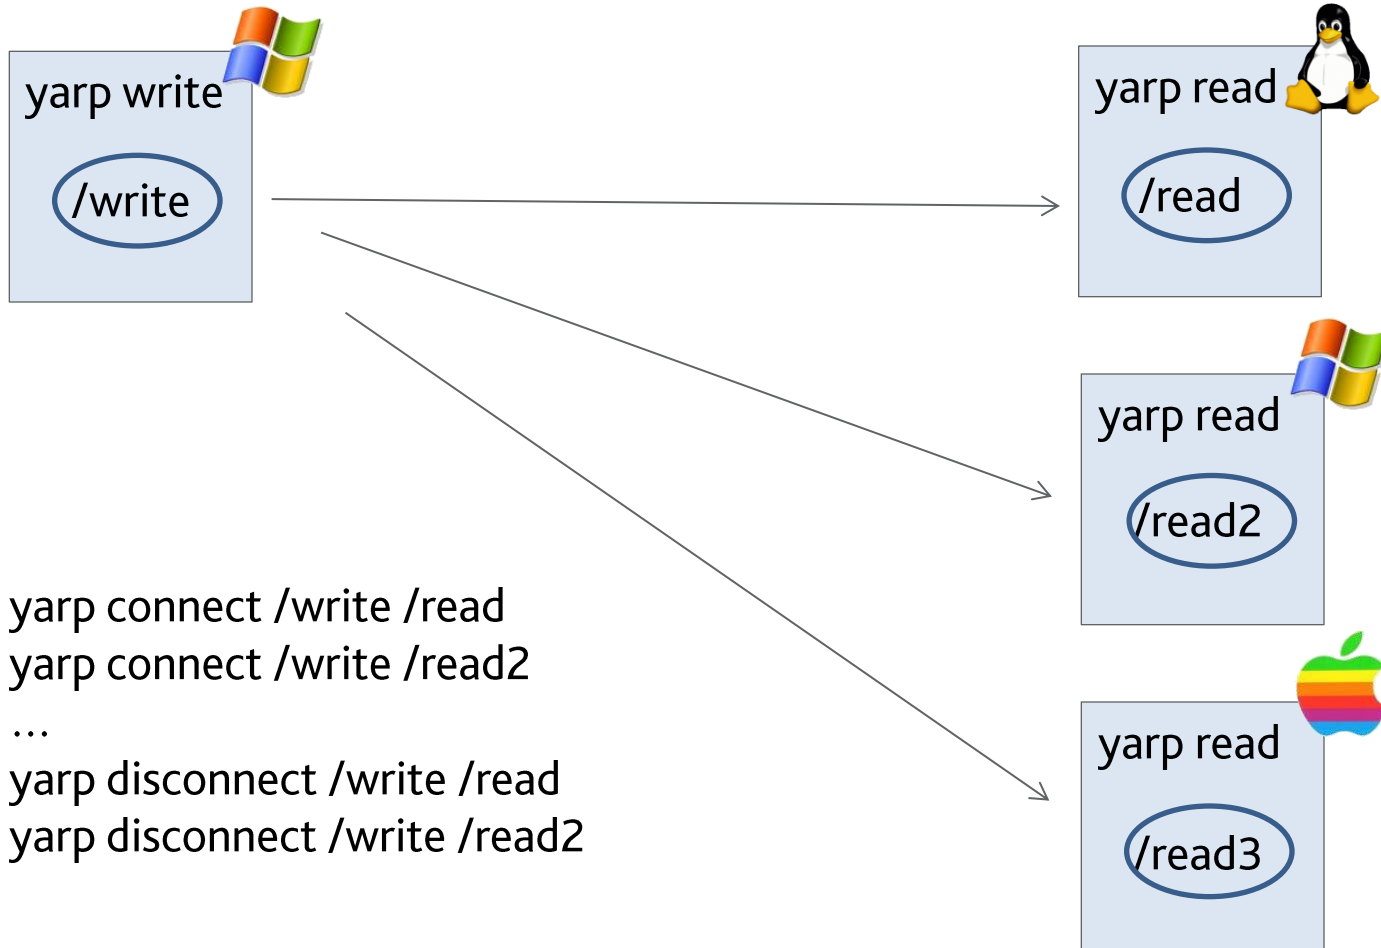 yarp write
/write
yarp read
/read
yarp read
/read2
yarp read
/read3
yarp connect /write /read
yarp connect /write /read2
...
yarp disconnect /write /read
yarp disconnect /write /read2